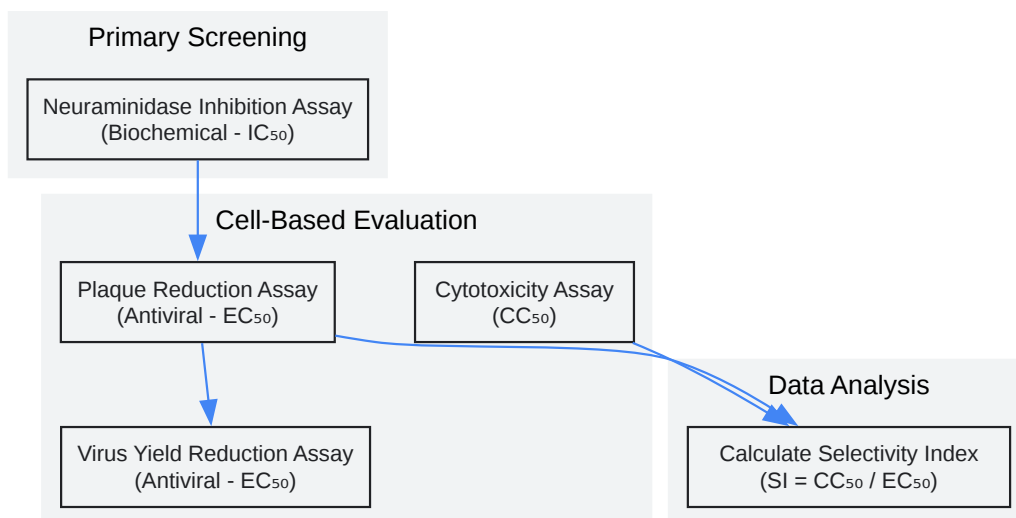 Primary Screening
Neuraminidase Inhibition Assay
(Biochemical - IC₅₀)
Cell-Based Evaluation
Plaque Reduction Assay
(Antiviral - EC₅₀)
Cytotoxicity Assay
(CC₅₀)
Virus Yield Reduction Assay
(Antiviral - EC₅₀)
Data Analysis
Calculate Selectivity Index
(SI = CC₅₀ / EC₅₀)